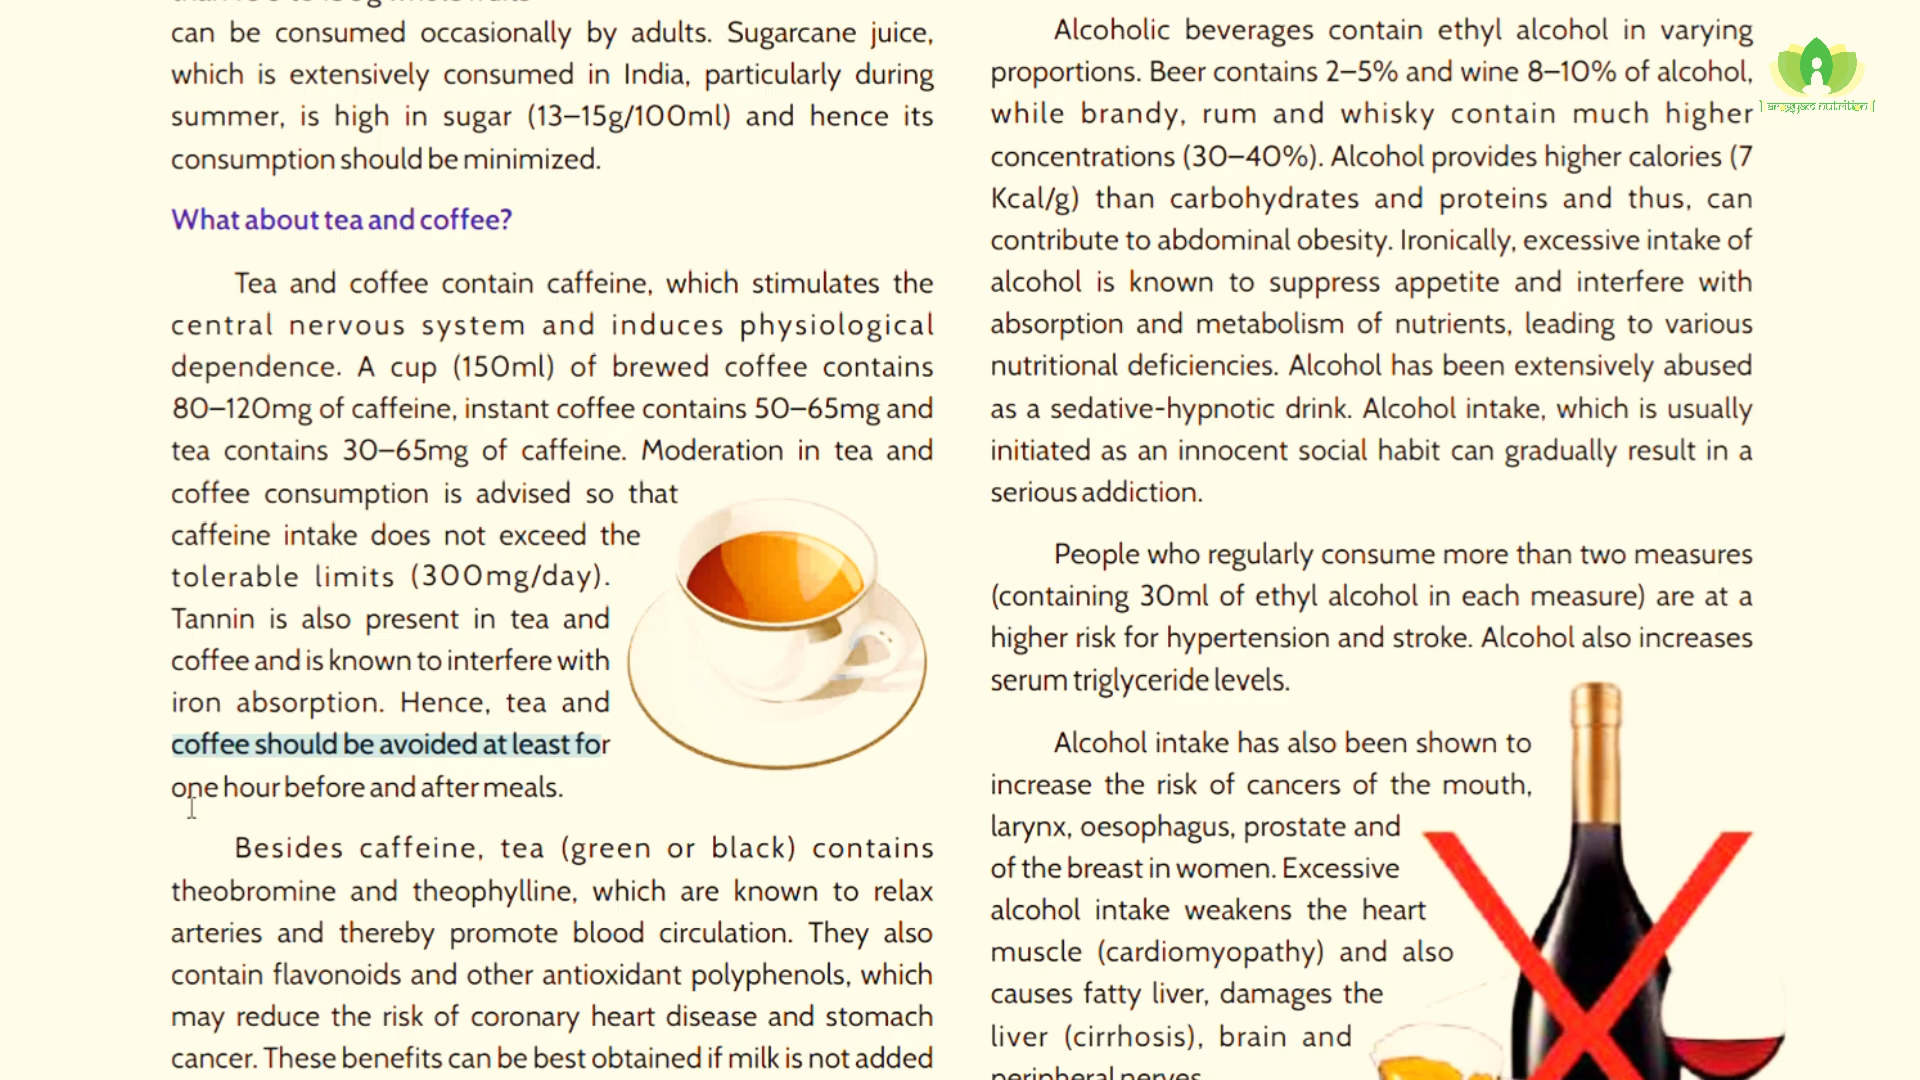 can be consumed occasionally by adults. Sugarcane juice,
which is extensively consumed in India, particularly during
summer, is high in sugar (13–15g/100ml) and hence its
consumption should be minimized.
What about tea and coffee?
Tea and coffee contain caffeine, which stimulates the
central nervous system and induces physiological
dependence. A cup (150ml) of brewed coffee contains
80–120mg of caffeine, instant coffee contains 50–65mg and
tea contains 30–65mg of caffeine. Moderation in tea and
coffee consumption is advised so that
caffeine intake does not exceed the
tolerable limits (300mg/day).
Tannin is also present in tea and
coffee and is known to interfere with
iron absorption. Hence, tea and
coffee should be avoided at least for
one hour before and after meals.
Besides caffeine, tea (green or black) contains
theobromine and theophylline, which are known to relax
arteries and thereby promote blood circulation. They also
contain flavonoids and other antioxidant polyphenols, which
may reduce the risk of coronary heart disease and stomach
cancer. These benefits can be best obtained if milk is not added
Alcoholic beverages contain ethyl alcohol in varying
proportions. Beer contains 2–5% and wine 8–10% of alcohol,
while brandy, rum and whisky contain much higher
concentrations (30–40%). Alcohol provides higher calories (7
Kcal/g) than carbohydrates and proteins and thus, can
contribute to abdominal obesity. Ironically, excessive intake of
alcohol is known to suppress appetite and interfere with
absorption and metabolism of nutrients, leading to various
nutritional deficiencies. Alcohol has been extensively abused
as a sedative-hypnotic drink. Alcohol intake, which is usually
initiated as an innocent social habit can gradually result in a
serious addiction.
People who regularly consume more than two measures
(containing 30ml of ethyl alcohol in each measure) are at a
higher risk for hypertension and stroke. Alcohol also increases
serum triglyceride levels.
Alcohol intake has also been shown to
increase the risk of cancers of the mouth,
larynx, oesophagus, prostate and
of the breast in women. Excessive
alcohol intake weakens the heart
muscle (cardiomyopathy) and also
causes fatty liver, damages the
liver (cirrhosis), brain and
peripheral nerves.
| arogyam nutrition |